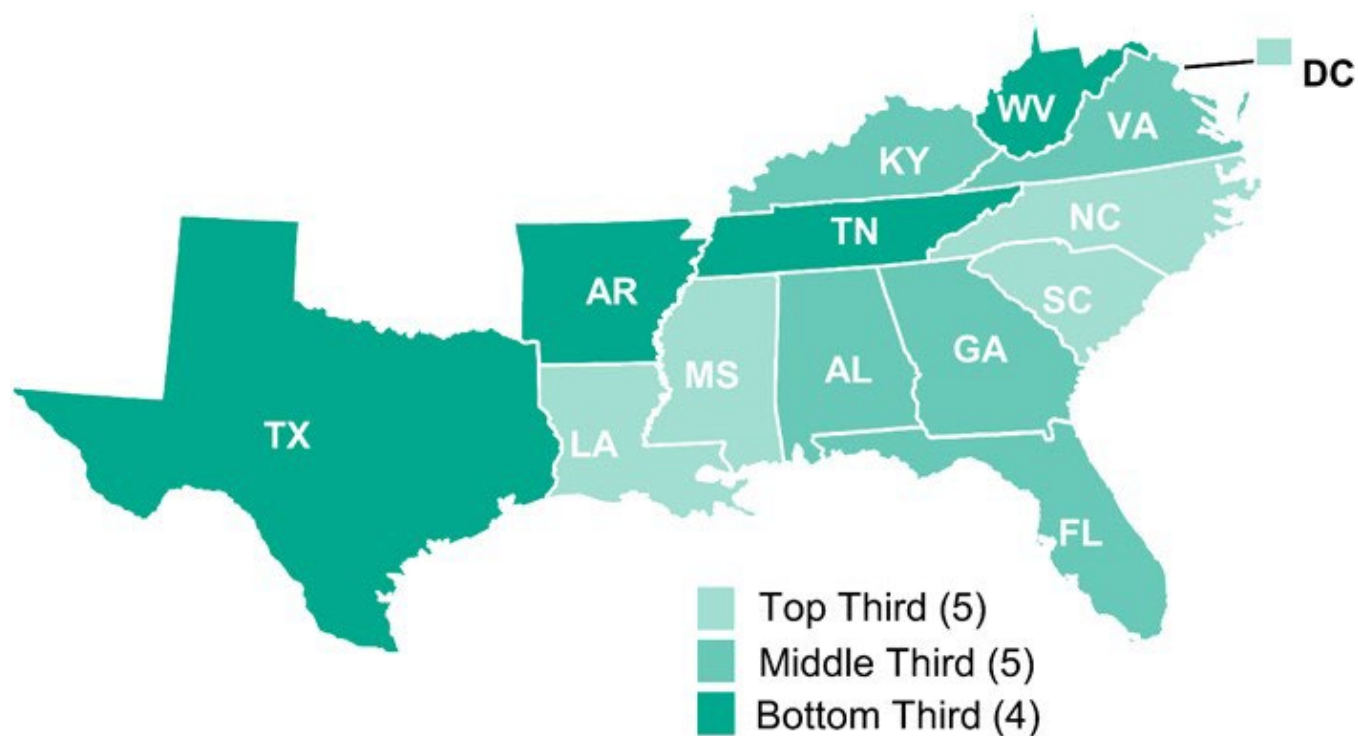 DC
WV
VA
KY
NC
TN
AR
SC
GA
MS
AL
TX
LA
FL
Top Third (5)
Middle Third (5)
Bottom Third (4)